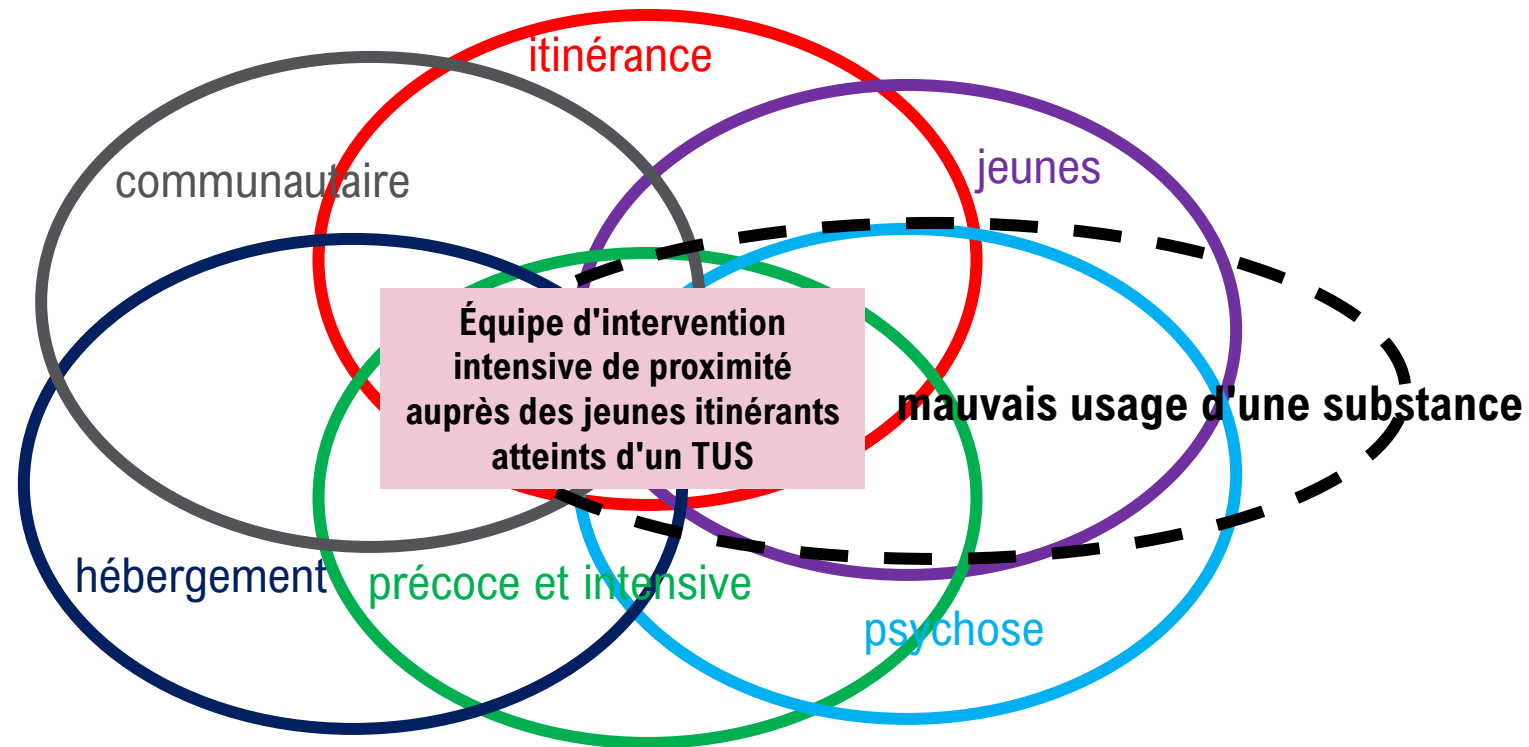 itinérance
communautaire
jeunes
Équipe d'intervention
intensive de proximité
auprès des jeunes itinérants
atteints d'un TUS
mauvais usage d'une substance
hébergement
précoce et intensive
psychose